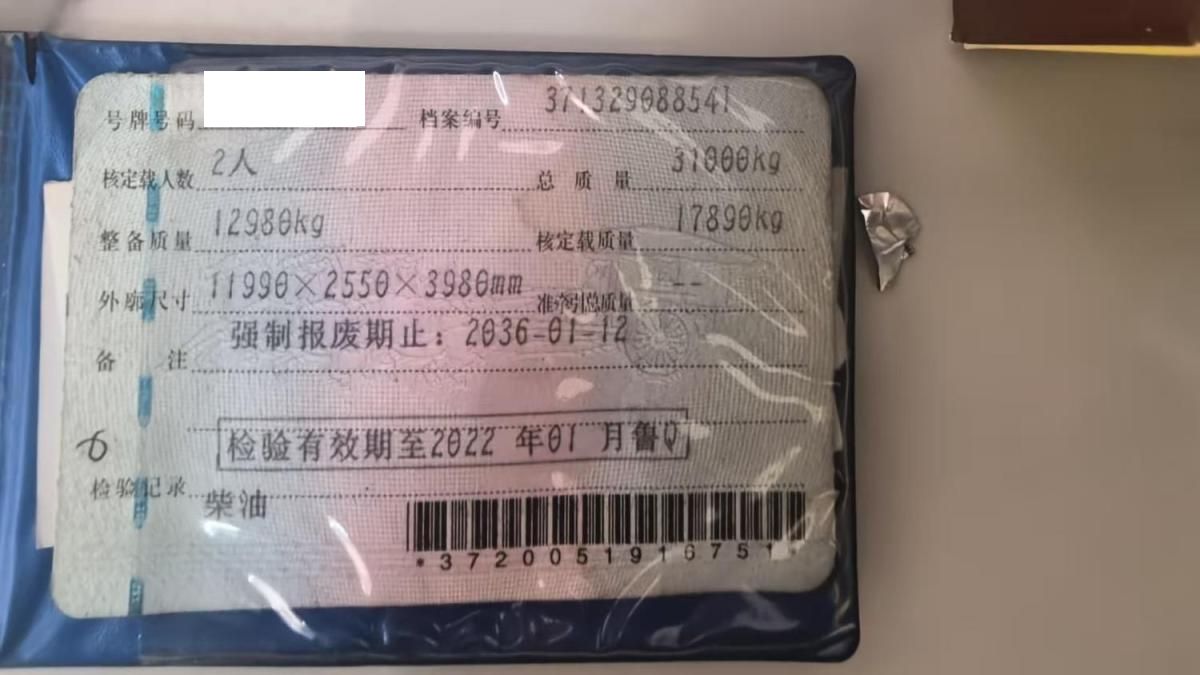 号牌号码 档案编号 371329088541
核定载人数 2人 总质量 31000kg
整备质量 12980kg 核定载质量 17890kg
外廓尺寸 11990×2550×3980mm 准牵引总质量 --
备注 强制报废期止：2036-01-12
检验有效期至2022 年01 月鲁Q
检验记录
柴油
*3720051916751